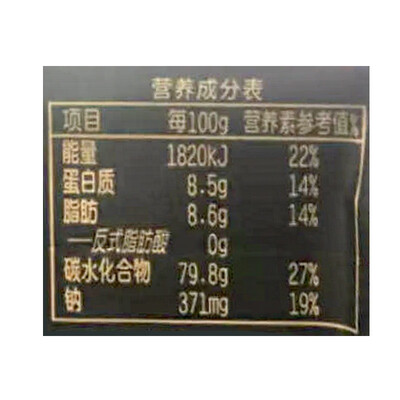 营养成分表
项目 每100g 营养素参考值%
能量 1820KJ 22%
蛋白质 8.5g 14%
脂肪 8.6g 14%
——反式脂肪酸 0g
碳水化合物 79.8g 27%
钠 371mg 19%